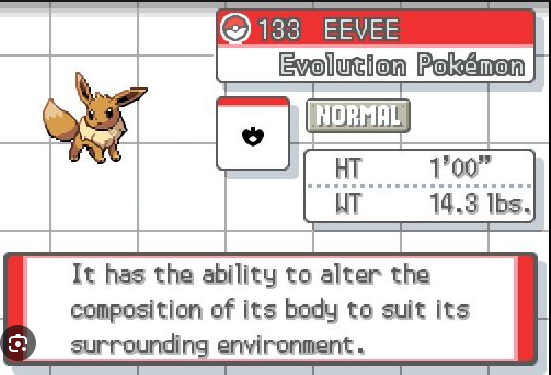 133 EEVEE
Evolution Pokémon
NORMAL
HT 1'00”
WT 14.3 lbs.
It has the ability to alter the
composition of its body to suit its
surrounding environment.